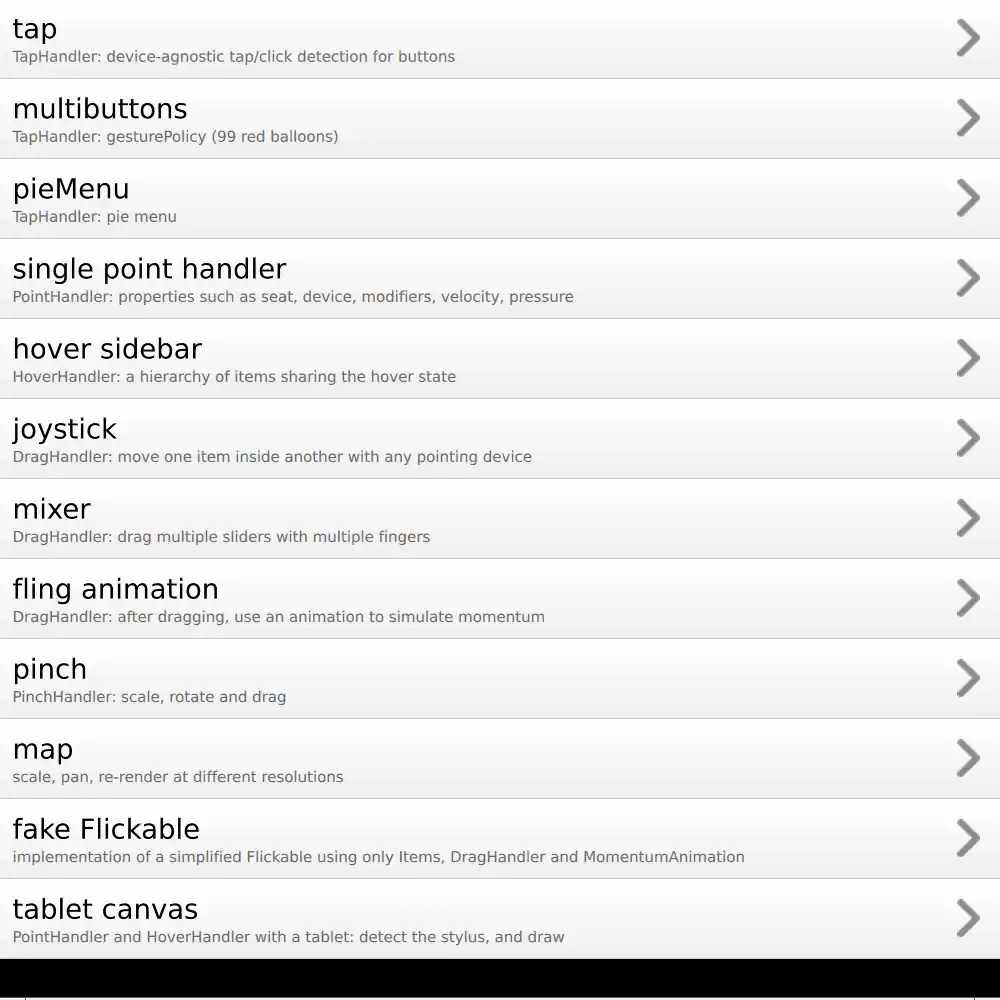 tap
TapHandler: device-agnostic tap/click detection for buttons
multibuttons
TapHandler: gesturePolicy (99 red balloons)
pieMenu
TapHandler: pie menu
single point handler
PointHandler: properties such as seat, device, modifiers, velocity, pressure
hover sidebar
HoverHandler: a hierarchy of items sharing the hover state
joystick
DragHandler: move one item inside another with any pointing device
mixer
DragHandler: drag multiple sliders with multiple fingers
fling animation
DragHandler: after dragging, use an animation to simulate momentum
pinch
PinchHandler: scale, rotate and drag
map
scale, pan, re-render at different resolutions
fake Flickable
implementation of a simplified Flickable using only Items, DragHandler and MomentumAnimation
tablet canvas
PointHandler and HoverHandler with a tablet: detect the stylus, and draw